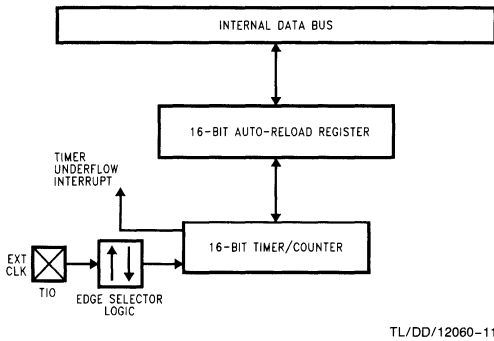 INTERNAL DATA BUS
16-BIT AUTO-RELOAD REGISTER
TIMER
UNDERFLOW
INTERRUPT
16-BIT TIMER/COUNTER
EXT
CLK
TIO
EDGE SELECTOR
LOGIC
TL/DD/12060-11